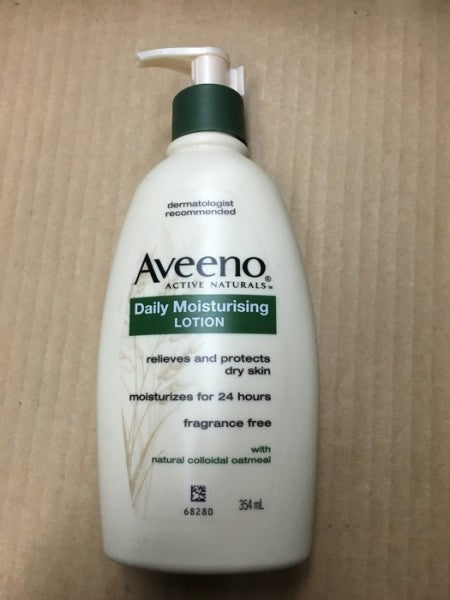 dermatologist
recommended
Aveeno®
ACTIVE NATURALS™
Daily Moisturising
LOTION
relieves and protects
dry skin
moisturizes for 24 hours
fragrance free
with
natural colloidal oatmeal
68280
354 mL